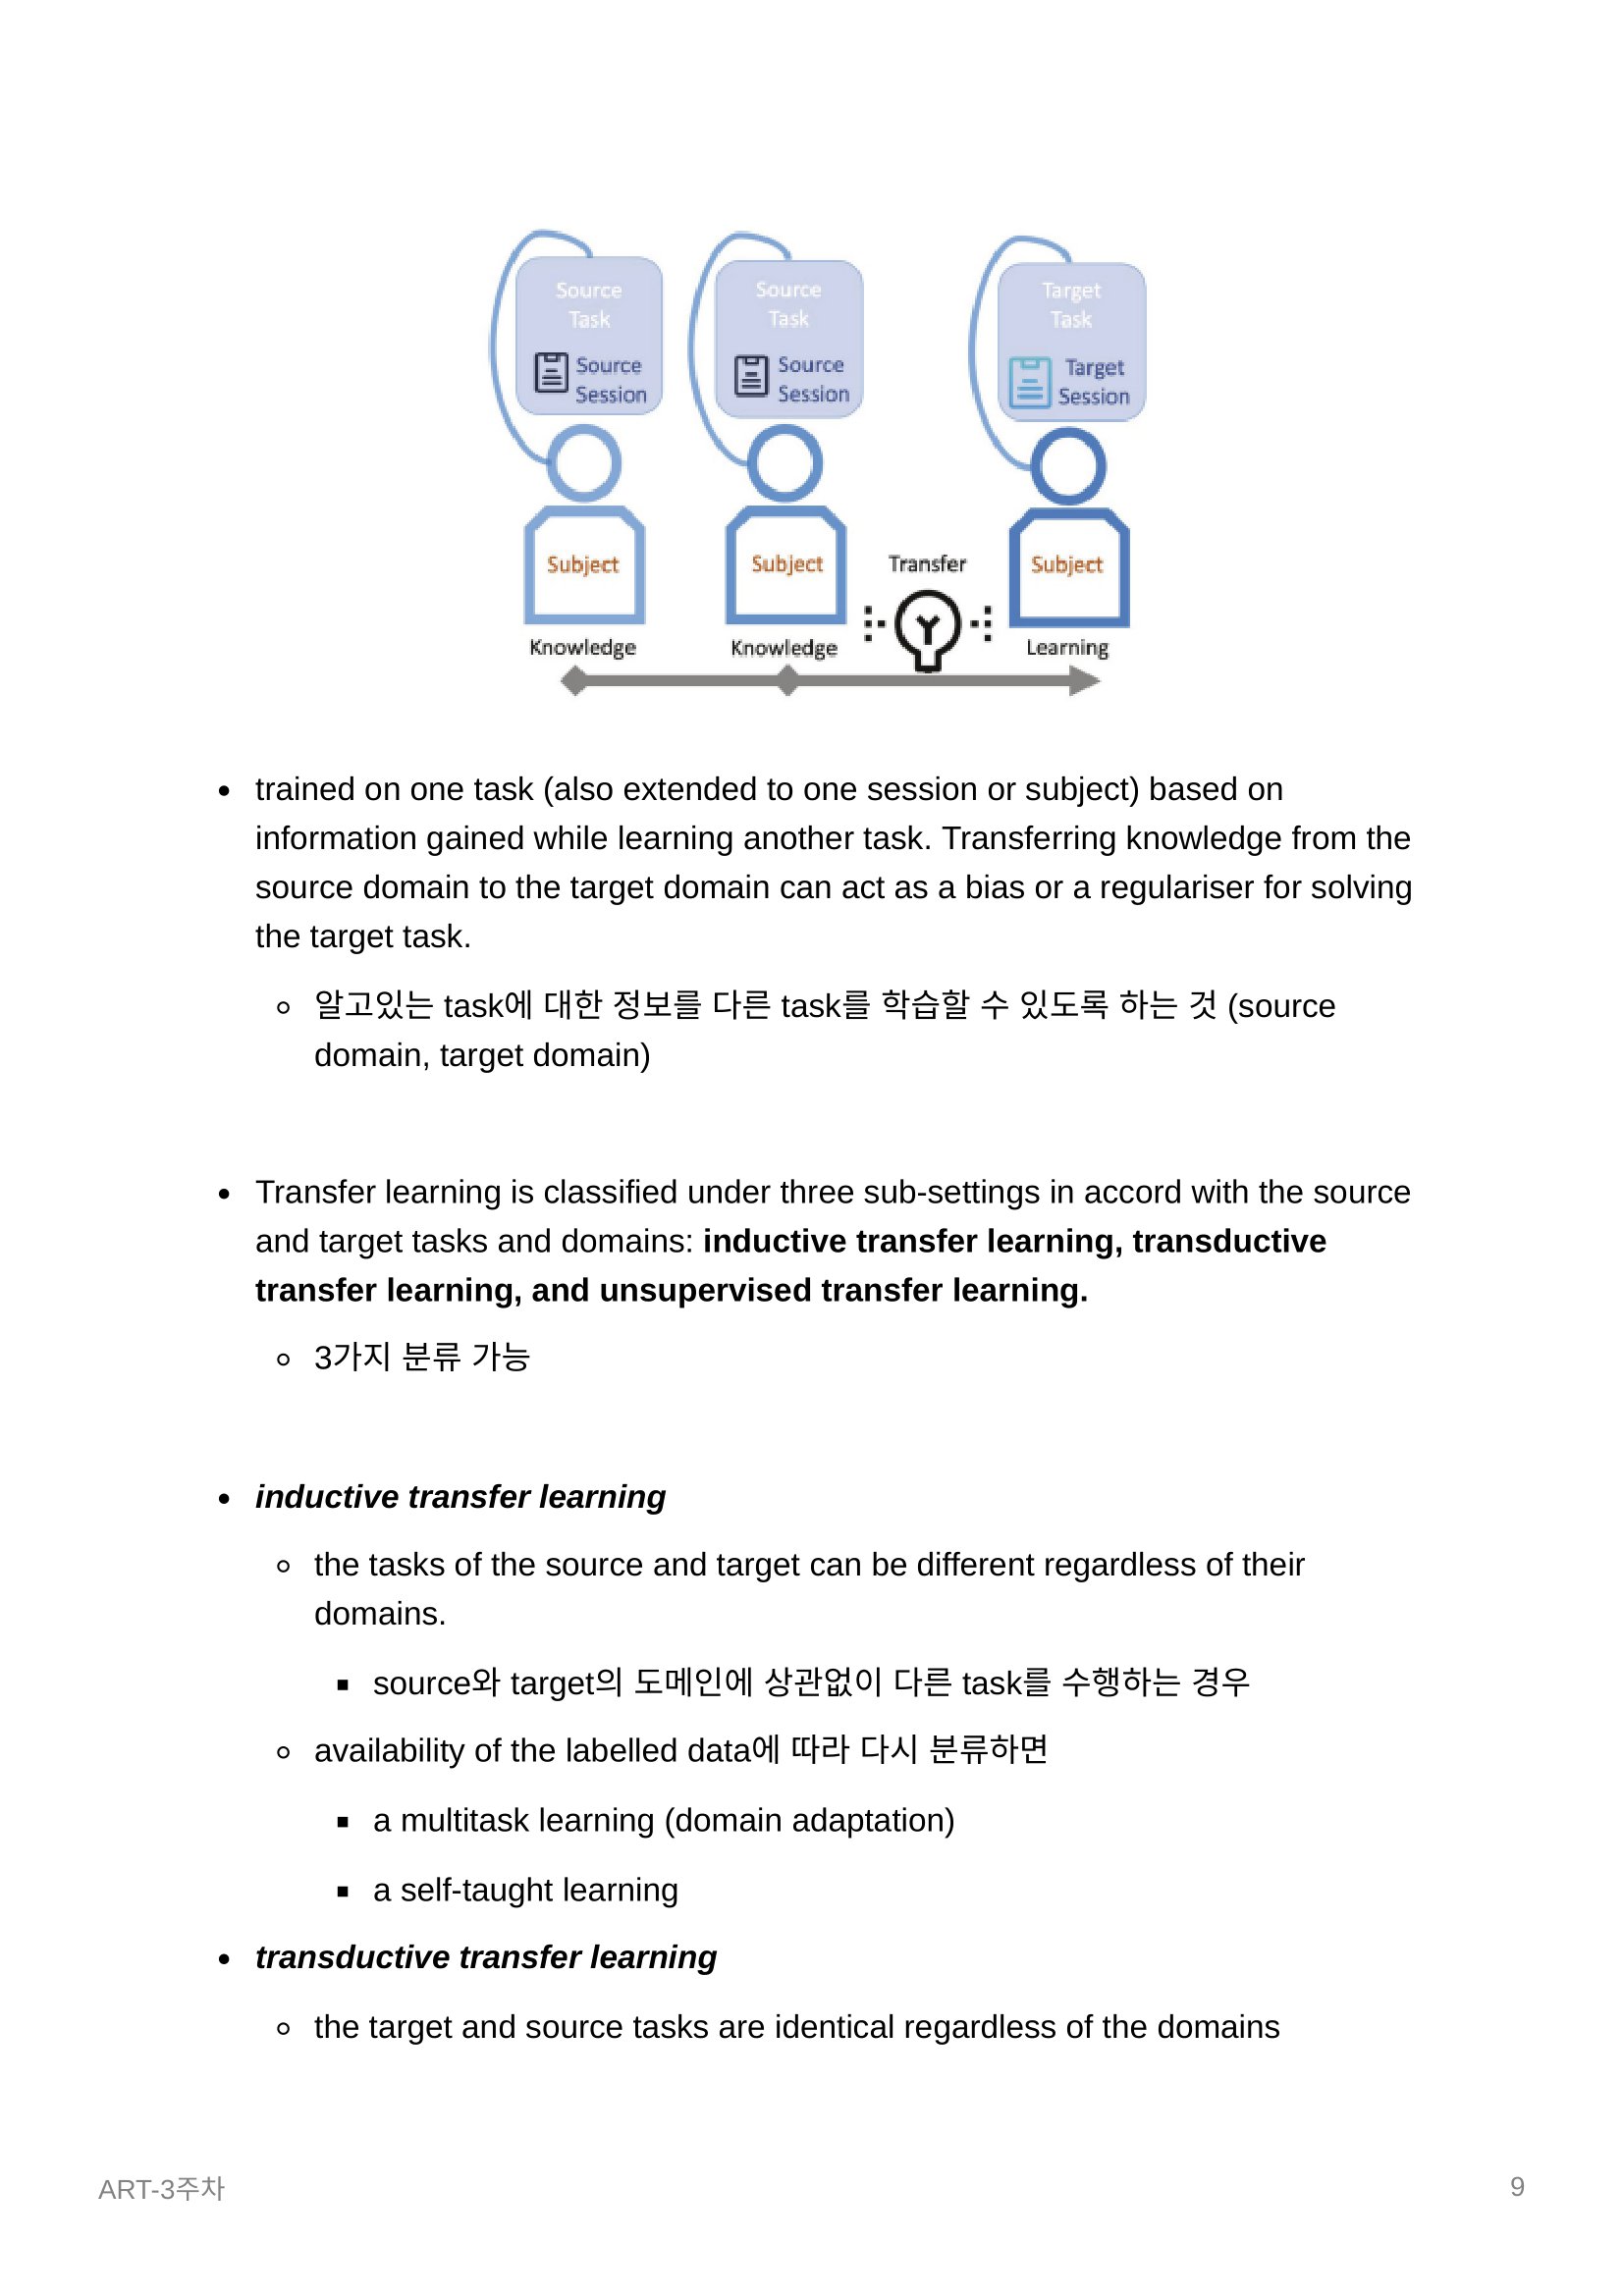 Source Source Target
Task Task Task
Source Source Target
Session Session Session
Subject Subject Transfer Subject
Knowledge Knowledge Learning
• trained on one task (also extended to one session or subject) based on
information gained while learning another task. Transferring knowledge from the
source domain to the target domain can act as a bias or a regulariser for solving
the target task.
◦ 알고있는 task에 대한 정보를 다른 task를 학습할 수 있도록 하는 것 (source
domain, target domain)
• Transfer learning is classified under three sub-settings in accord with the source
and target tasks and domains: inductive transfer learning, transductive
transfer learning, and unsupervised transfer learning.
◦ 3가지 분류 가능
• inductive transfer learning
◦ the tasks of the source and target can be different regardless of their
domains.
▪ source와 target의 도메인에 상관없이 다른 task를 수행하는 경우
◦ availability of the labelled data에 따라 다시 분류하면
▪ a multitask learning (domain adaptation)
▪ a self-taught learning
• transductive transfer learning
◦ the target and source tasks are identical regardless of the domains
ART-3주차 9